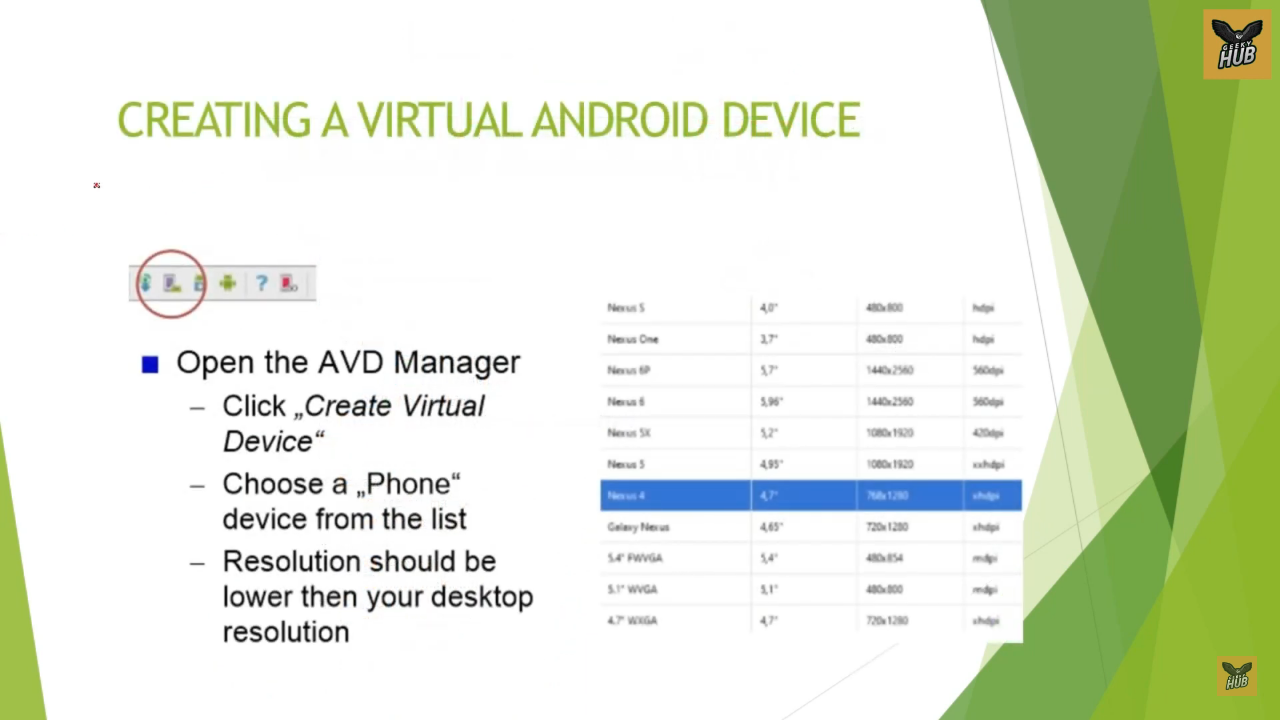 GEEKY
HUB
CREATING A VIRTUAL ANDROID DEVICE
?
Open the AVD Manager
– Click „Create Virtual
Device“
– Choose a „Phone“
device from the list
– Resolution should be
lower then your desktop
resolution
Nexus S 4,0" 480x800 hdpi
Nexus One 3,7" 480x800 hdpi
Nexus 6P 5,7" 1440x2560 560dpi
Nexus 6 5,96" 1440x2560 560dpi
Nexus 5X 5,2" 1080x1920 420dpi
Nexus 5 4,95" 1080x1920 xxhdpi
Nexus 4 4,7" 768x1280 xhdpi
Galaxy Nexus 4,65" 720x1280 xhdpi
5.4" FWVGA 5,4" 480x854 mdpi
5.1" WVGA 5,1" 480x800 mdpi
4.7" WXGA 4,7" 720x1280 xhdpi
HUB